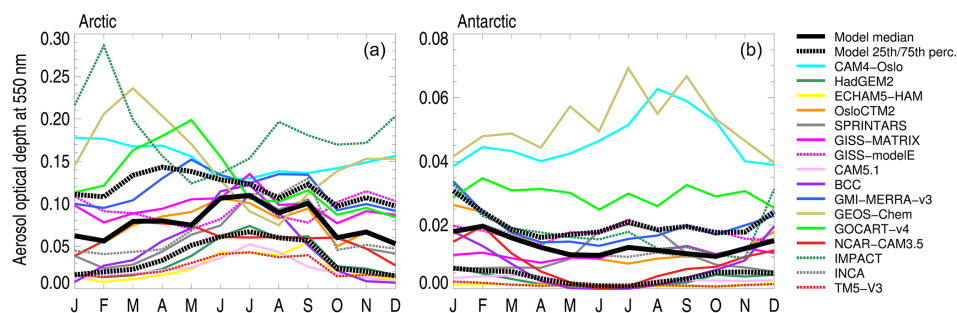 Arctic
Antarctic
Aerosol optical depth at 550 nm
0.30
0.25
0.20
0.15
0.10
0.05
0.00
(a)
J F M A M J J A S O N D
0.08
0.06
0.04
0.02
0.00
(b)
J F M A M J J A S O N D
Model median
Model 25th/75th perc.
CAM4-Oslo
HadGEM2
ECHAM5-HAM
OsloCTM2
SPRINTARS
GISS-MATRIX
GISS-modelE
CAM5.1
BCC
GMI-MERRA-v3
GEOS-Chem
GOCART-v4
NCAR-CAM3.5
IMPACT
INCA
TM5-V3